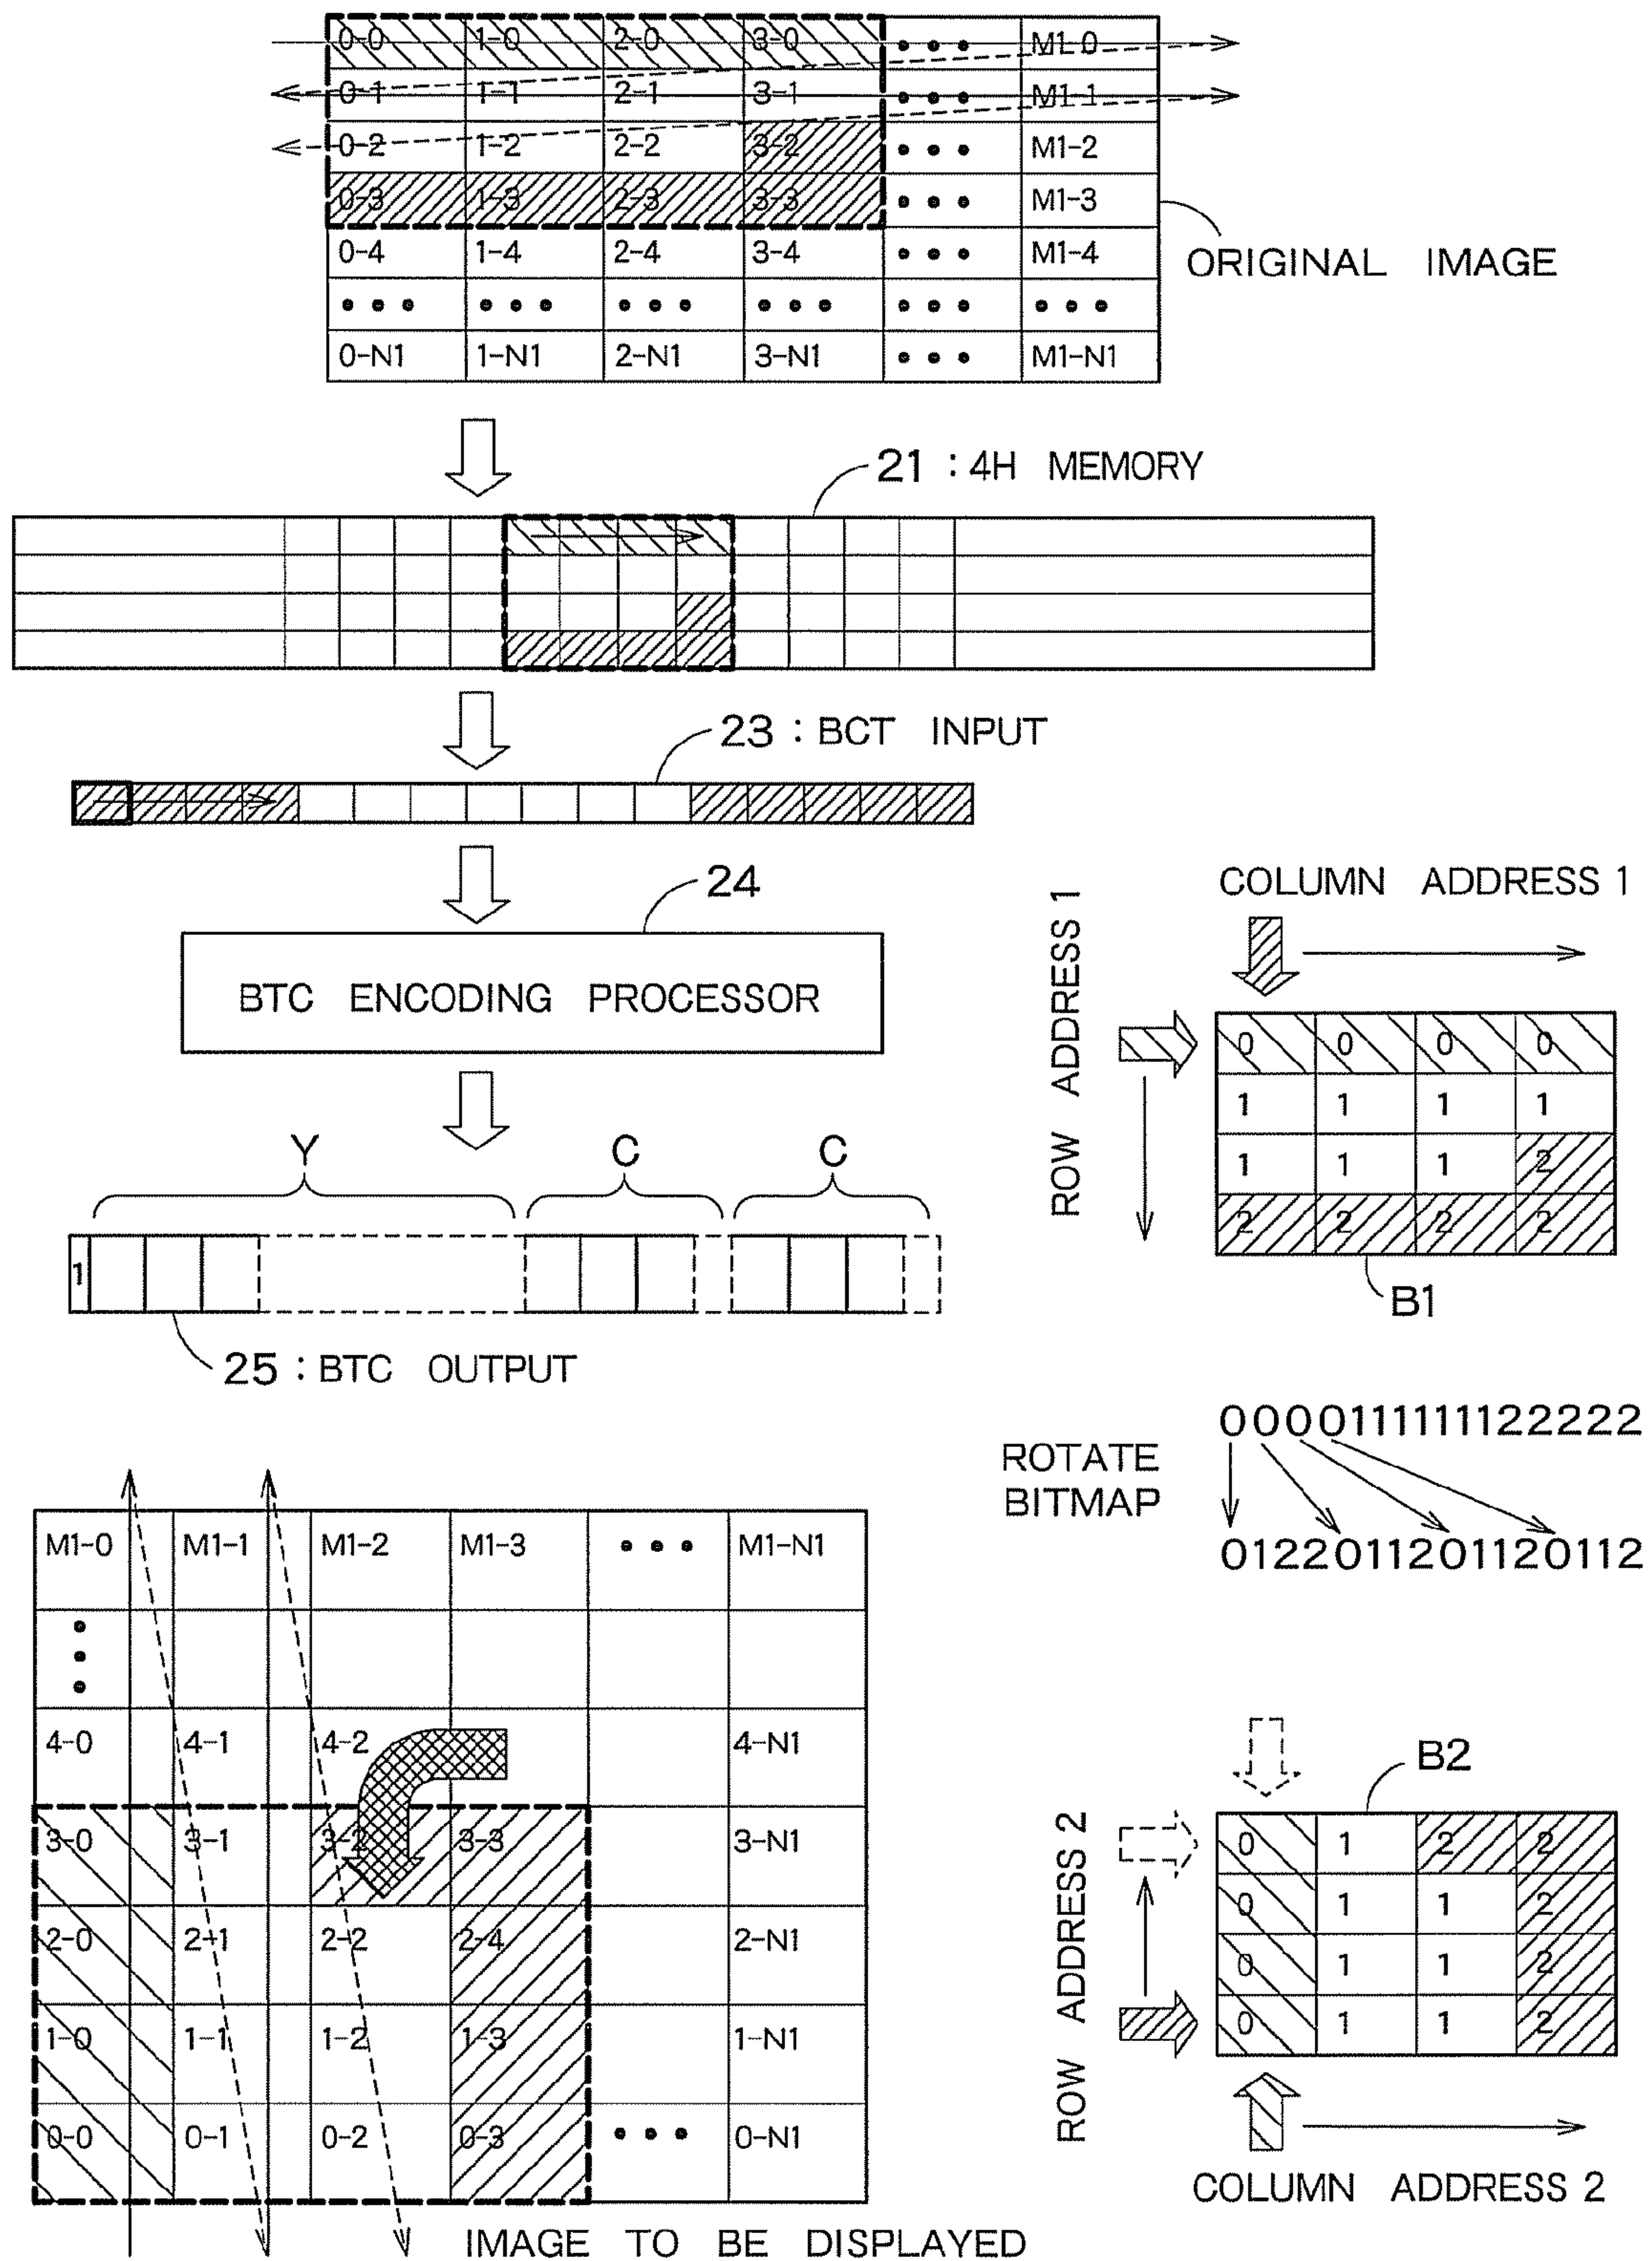 0-0 1-0 2-0 3-0 ••• M1-0
0-1 1-1 2-1 3-1 ••• M1-1
0-2 1-2 2-2 3-2 ••• M1-2
0-3 1-3 2-3 3-3 ••• M1-3
0-4 1-4 2-4 3-4 ••• M1-4
••• ••• ••• ••• ••• •••
0-N1 1-N1 2-N1 3-N1 ••• M1-N1
ORIGINAL IMAGE
21 : 4H MEMORY
23 : BCT INPUT
24
BTC ENCODING PROCESSOR
Y C C
1
25 : BTC OUTPUT
COLUMN ADDRESS 1
ROW ADDRESS 1
0 0 0 0
1 1 1 1
1 1 1 2
2 2 2 2
B1
ROTATE
BITMAP
0000111111122222
0122011201120112
M1-0 M1-1 M1-2 M1-3 ••• M1-N1
•••
4-0 4-1 4-2 4-N1
3-0 3-1 3-2 3-3 3-N1
2-0 2-1 2-2 2-4 2-N1
1-0 1-1 1-2 1-3 1-N1
0-0 0-1 0-2 0-3 ••• 0-N1
IMAGE TO BE DISPLAYED
B2
ROW ADDRESS 2
0 1 2 2
0 1 1 2
0 1 1 2
0 1 1 2
COLUMN ADDRESS 2